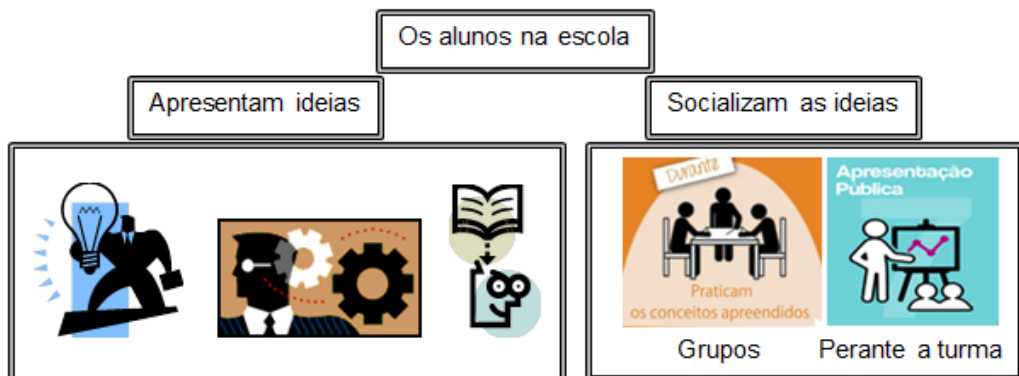 Os alunos na escola
Apresentam ideias
Socializam as ideias
Durante
Praticam
os conceitos apreendidos
Apresentação
Pública
Grupos
Perante a turma